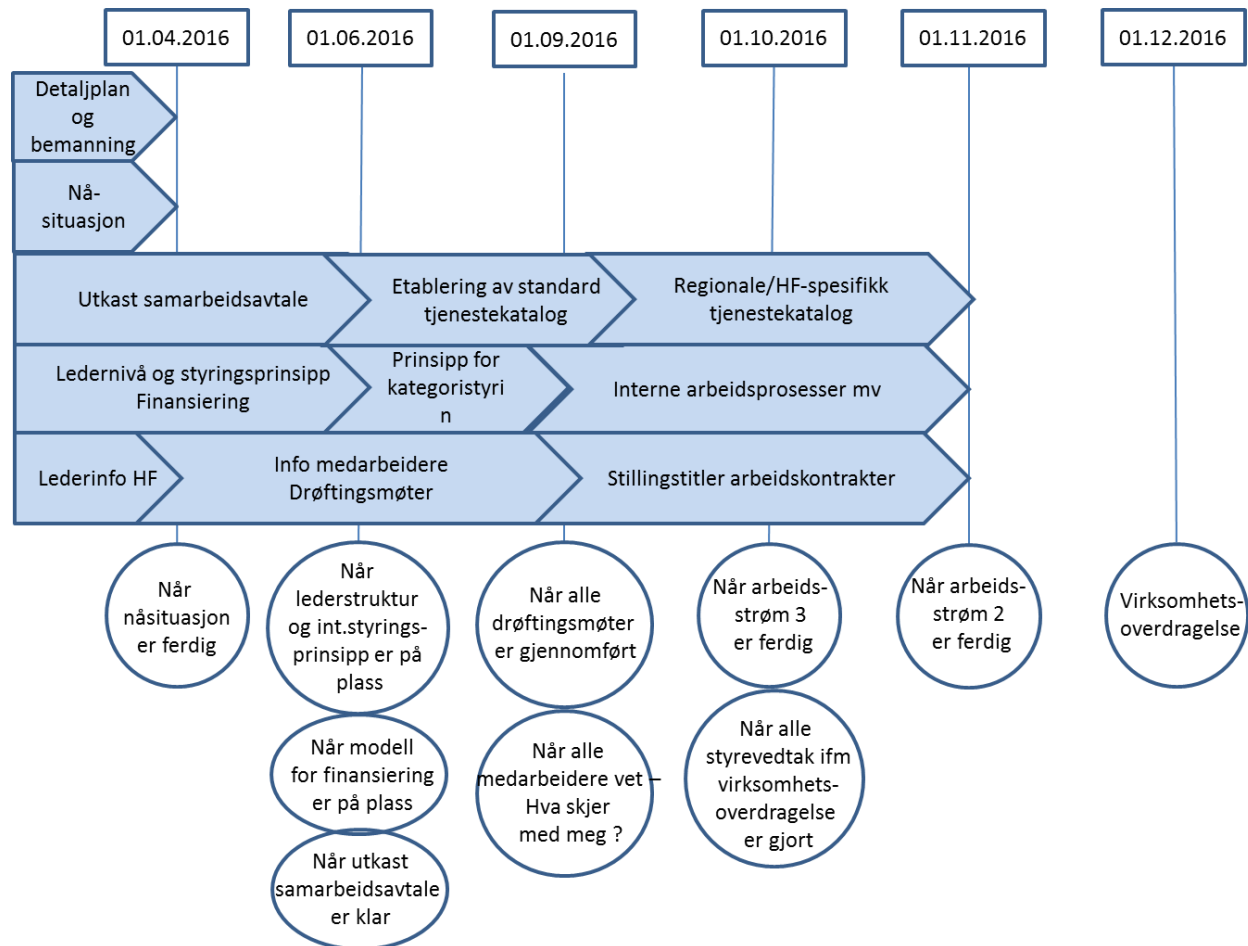 01.04.2016
01.06.2016
01.09.2016
01.10.2016
01.11.2016
01.12.2016
Detaljplan
og
bemanning
Nå-
situasjon
Utkast samarbeidsavtale
Etablering av standard
tjenestekatalog
Regionale/HF-spesifikk
tjenestekatalog
Ledernivå og styringsprinsipp
Finansiering
Prinsipp for
kategoristyrin
n
Interne arbeidsprosesser mv
Lederinfo HF
Info medarbeidere
Drøftingsmøter
Stillingstitler arbeidskontrakter
Når
nåsituasjon
er ferdig
Når
lederstruktur
og int.styrings-
prinsipp er på
plass
Når modell
for finansiering
er på plass
Når utkast
samarbeidsavtale
er klar
Når alle
drøftingsmøter
er gjennomført
Når alle
medarbeidere vet –
Hva skjer
med meg ?
Når arbeids-
strøm 3
er ferdig
Når alle
styrevedtak ifm
virksomhets-
overdragelse
er gjort
Når arbeids-
strøm 2
er ferdig
Virksomhets-
overdragelse